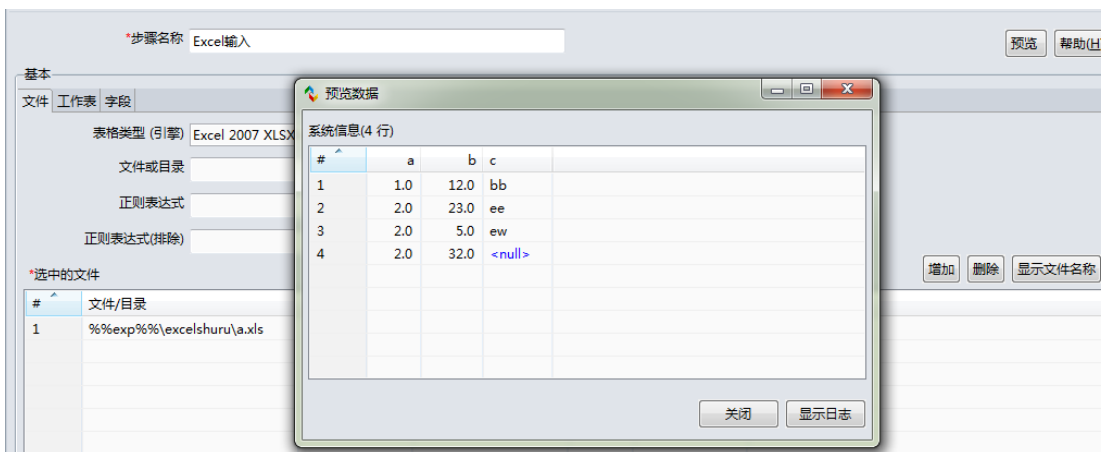 *步骤名称 Excel输入
预览 帮助(H
基本
文件 工作表 字段
表格类型 (引擎) Excel 2007 XLSX
文件或目录
正则表达式
正则表达式(排除)
*选中的文件
增加 删除 显示文件名称
# 文件/目录
1 %%exp%%\excelshuru\a.xls
预览数据
系统信息(4 行)
# a b c
1 1.0 12.0 bb
2 2.0 23.0 ee
3 2.0 5.0 ew
4 2.0 32.0 <null>
关闭 显示日志